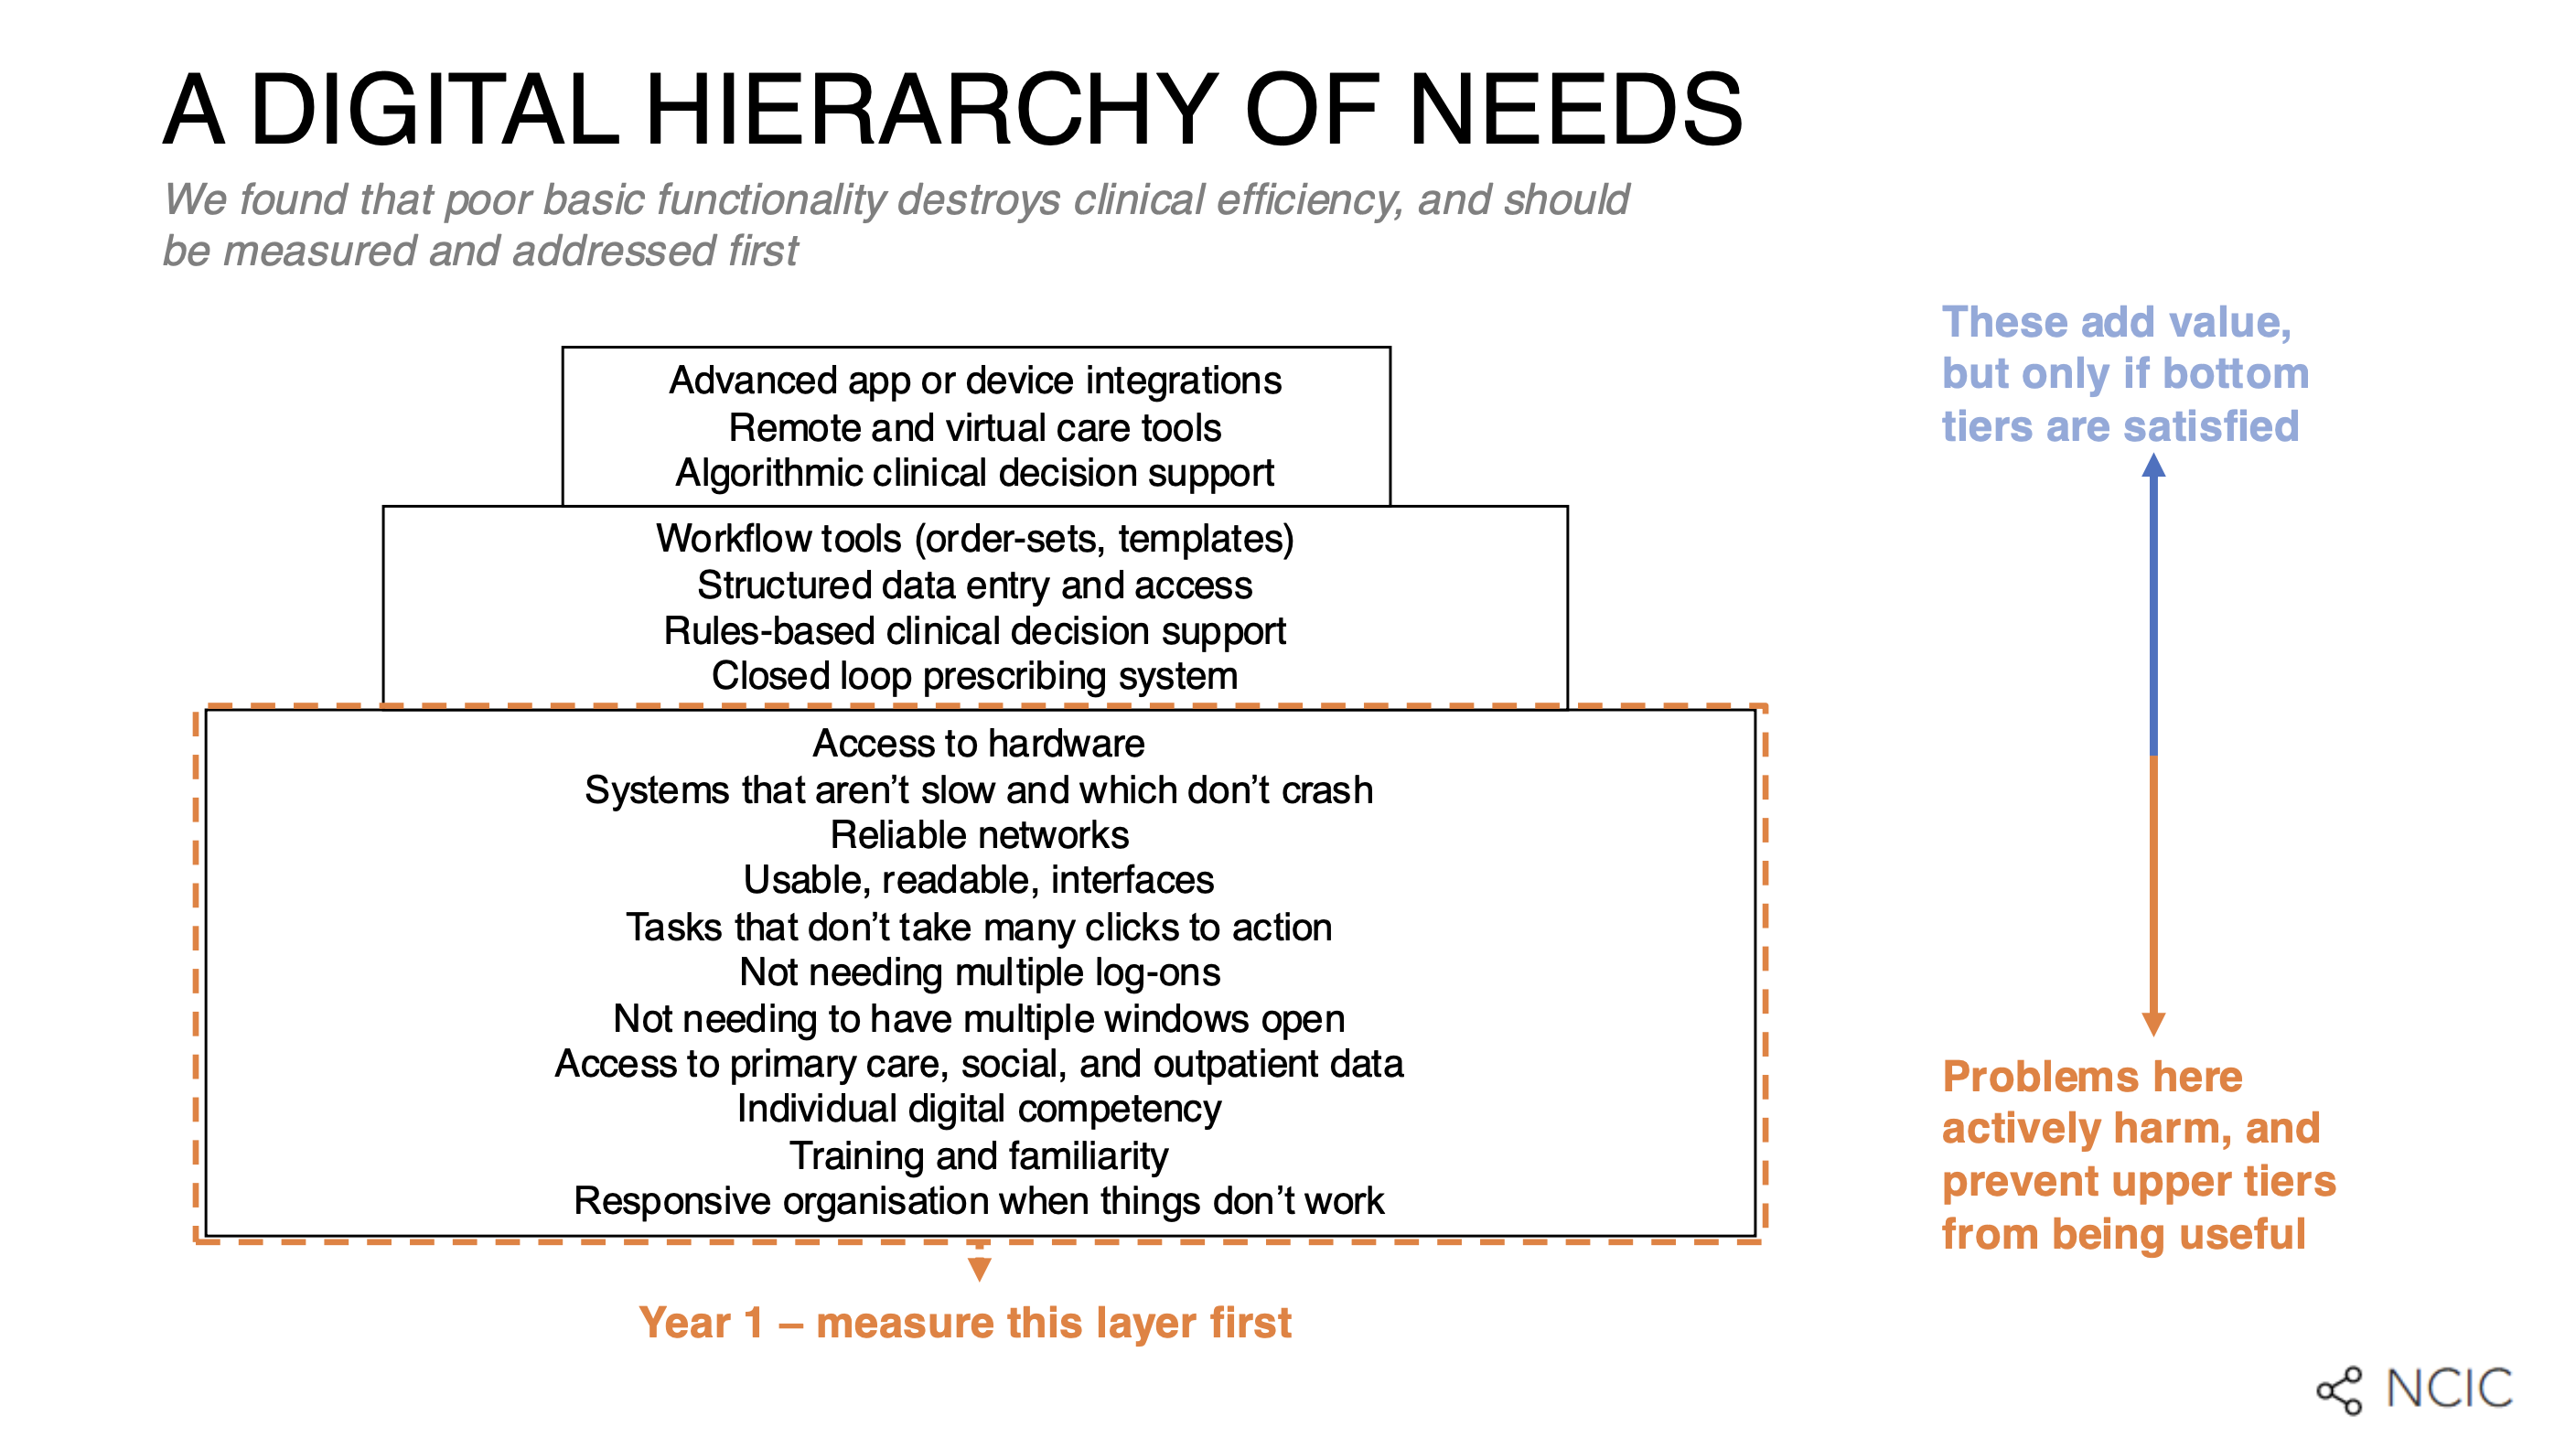 A DIGITAL HIERARCHY OF NEEDS
We found that poor basic functionality destroys clinical efficiency, and should
be measured and addressed first
These add value,
but only if bottom
tiers are satisfied
Advanced app or device integrations
Remote and virtual care tools
Algorithmic clinical decision support
Workflow tools (order-sets, templates)
Structured data entry and access
Rules-based clinical decision support
Closed loop prescribing system
Access to hardware
Systems that aren’t slow and which don’t crash
Reliable networks
Usable, readable, interfaces
Tasks that don’t take many clicks to action
Not needing multiple log-ons
Not needing to have multiple windows open
Access to primary care, social, and outpatient data
Individual digital competency
Training and familiarity
Responsive organisation when things don’t work
Problems here
actively harm, and
prevent upper tiers
from being useful
Year 1 – measure this layer first
NCIC